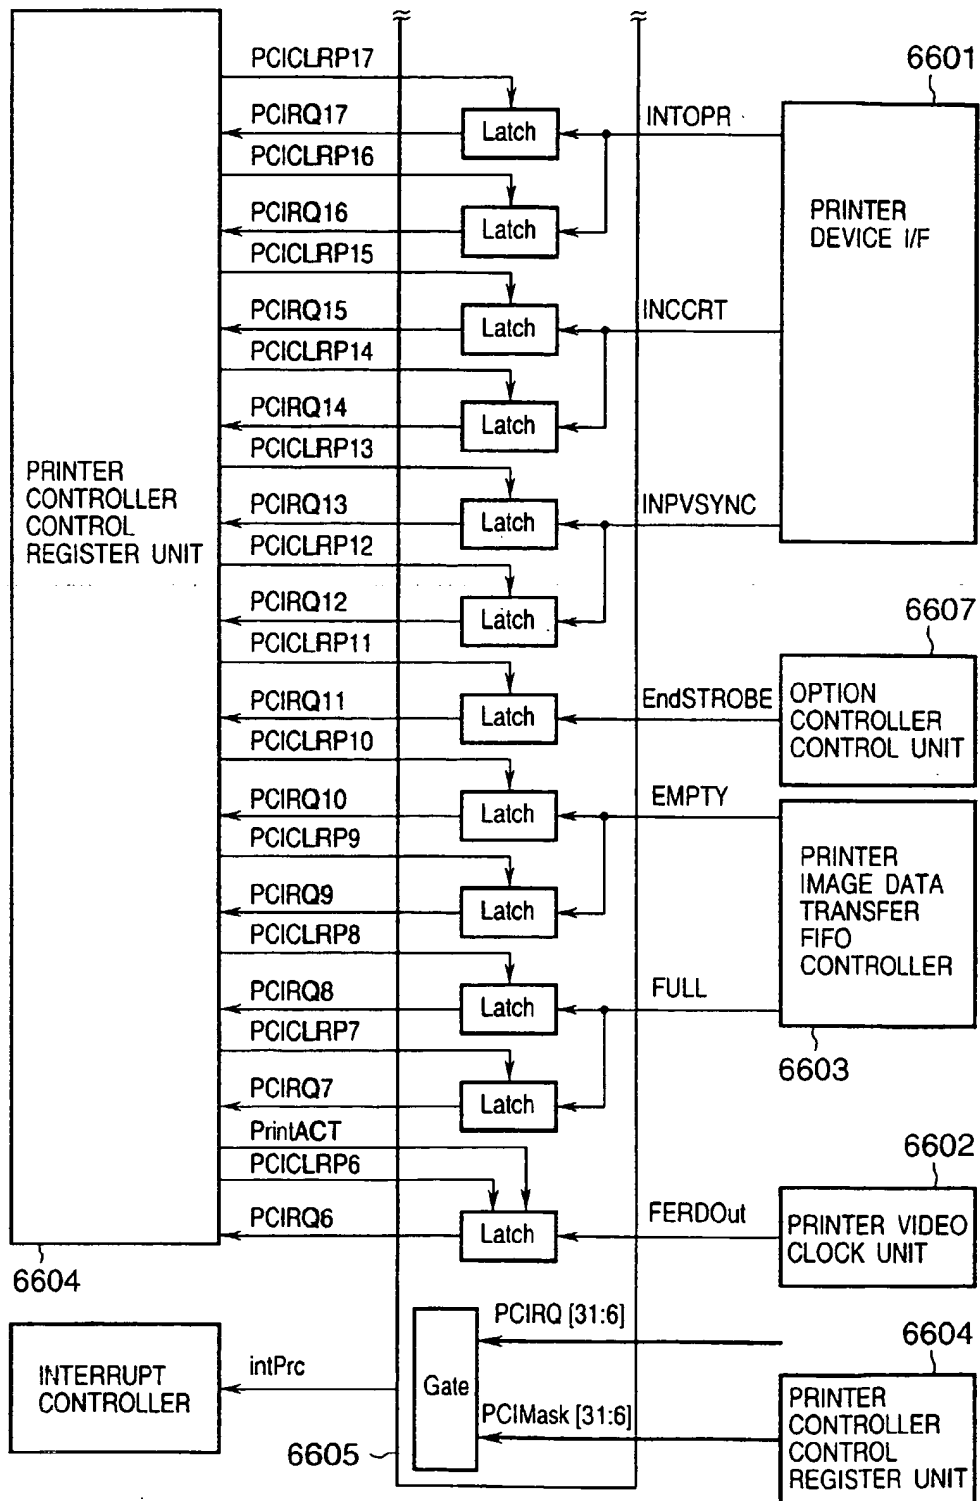 PCICLRP17
6601
PCIRQ17
Latch
INTOPR
PCICLRP16
PCIRQ16
Latch
PRINTER
DEVICE I/F
PCICLRP15
PCIRQ15
Latch
INCCRT
PCICLRP14
PCIRQ14
Latch
PCICLRP13
PRINTER
CONTROLLER
CONTROL
REGISTER UNIT
PCIRQ13
Latch
INPVSYNC
PCICLRP12
PCIRQ12
Latch
6607
PCICLRP11
PCIRQ11
Latch
EndSTROBE
OPTION
CONTROLLER
CONTROL UNIT
PCICLRP10
PCIRQ10
Latch
EMPTY
PCICLRP9
PCIRQ9
Latch
PRINTER
IMAGE DATA
TRANSFER
FIFO
CONTROLLER
PCICLRP8
PCIRQ8
Latch
FULL
PCICLRP7
6603
PCIRQ7
Latch
PrintACT
PCICLRP6
6602
PCIRQ6
Latch
FERDOut
PRINTER VIDEO
CLOCK UNIT
6604
PCIRQ [31:6]
6604
INTERRUPT
CONTROLLER
intPrc
Gate
PCIMask [31:6]
6605
PRINTER
CONTROLLER
CONTROL
REGISTER UNIT